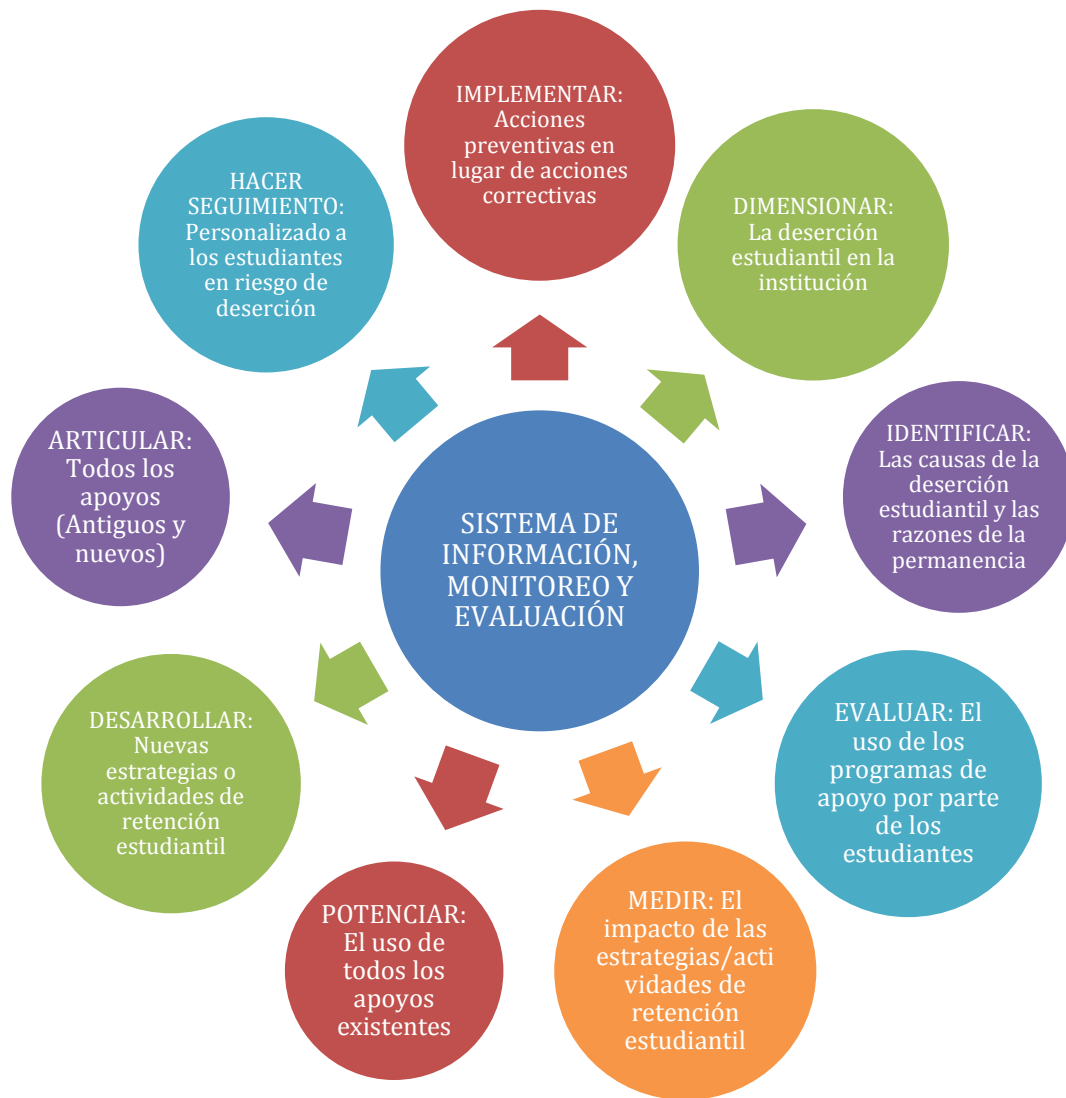 IMPLEMENTAR:
Acciones
preventivas en
lugar de acciones
correctivas
DIMENSIONAR:
La deserción
estudiantil en la
institución
IDENTIFICAR:
Las causas de la
deserción
estudiantil y las
razones de la
permanencia
EVALUAR: El
uso de los
programas de
apoyo por parte
de los
estudiantes
MEDIR: El
impacto de las
estrategias/acti
vidades de
retención
estudiantil
POTENCIAR:
El uso de
todos los
apoyos
existentes
DESARROLLAR:
Nuevas
estrategias o
actividades de
retención
estudiantil
ARTICULAR:
Todos los
apoyos
(Antiguos y
nuevos)
HACER
SEGUIMIENTO:
Personalizado a
los estudiantes
en riesgo de
deserción
SISTEMA DE
INFORMACIÓN,
MONITOREO Y
EVALUACIÓN